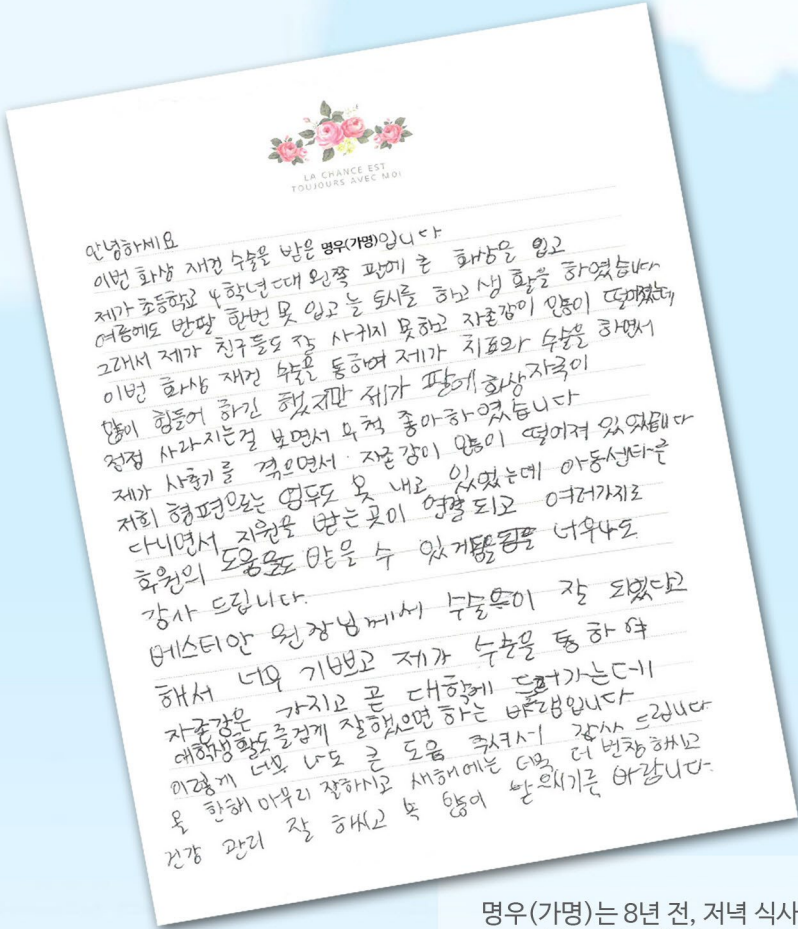 LA CHANCE EST
TOUJOURS AVEC MOI
안녕하세요
이번 화상 재건 수술을 받은 명우(가명)입니다
제가 초등학교 4학년때 왼쪽 팔에 큰 화상을 입고
여름에도 반팔 한번 못 입고 늘 토시를 하고 생활을 하였습니다
그래서 제가 친구들도 잘 사귀지 못하고 자존감이 많이 떨어졌는데
이번 화상 재건 수술을 통하여 제가 치료와 수술을 하면서
많이 힘들어 하긴 했지만 제가 팔에 화상자국이
점점 사라지는걸 보면서 무척 좋아하였습니다
제가 사춘기를 격으면서 자존감이 많이 떨어져 있었습니다
저희 형편으로는 엄두도 못 내고 있었는데 아동센터를
다니면서 지원을 받는곳이 연결되고 여러가지로
후원의 도움을 받을 수 있게 너무나도
감사 드립니다.
베스티안 원장님께서 수술이 잘 되었다고
해서 너무 기쁘고 제가 수술을 통하여
자존감을 가지고 곧 대학에 들어가는데
대학생활도 즐겁게 잘했으면 하는 바램입니다
이렇게 너무 나도 큰 도움 주셔서 감사 드립니다
올 한해 마무리 잘하시고 새해에는 더욱 더 번창하시고
건강 관리 잘 하시고 복 많이 받으시기를 바랍니다.
명우(가명)는 8년 전, 저녁 식사